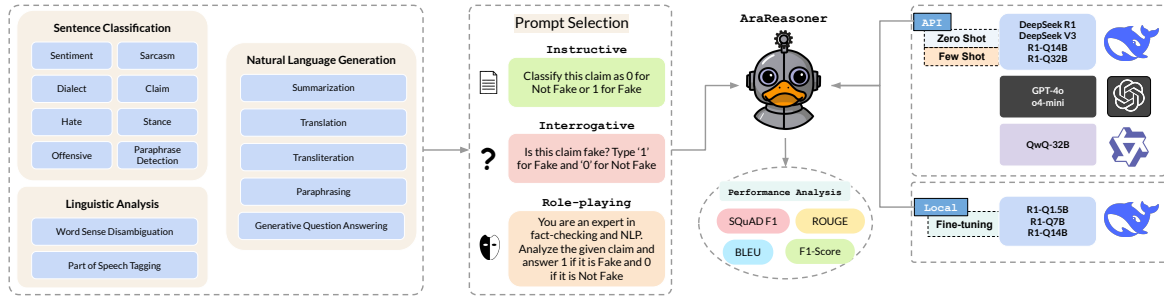 Sentence Classification
Sentiment
Sarcasm
Dialect
Claim
Hate
Stance
Offensive
Paraphrase
Detection
Linguistic Analysis
Word Sense Disambiguation
Part of Speech Tagging
Natural Language Generation
Summarization
Translation
Transliteration
Paraphrasing
Generative Question Answering
Prompt Selection
Instructive
Classify this claim as 0 for
Not Fake or 1 for Fake
Interrogative
?
Is this claim fake? Type ‘1’
for Fake and ‘0’ for Not Fake
Role-playing
You are an expert in
fact-checking and NLP.
Analyze the given claim and
answer 1 if it is Fake and 0
if it is Not Fake
AraReasoner
Performance Analysis
SQuAD F1
ROUGE
BLEU
F1-Score
API
Zero Shot
Few Shot
DeepSeek R1
DeepSeek V3
R1-Q14B
R1-Q32B
GPT-4o
o4-mini
QwQ-32B
Local
Fine-tuning
R1-Q1.5B
R1-Q7B
R1-Q14B